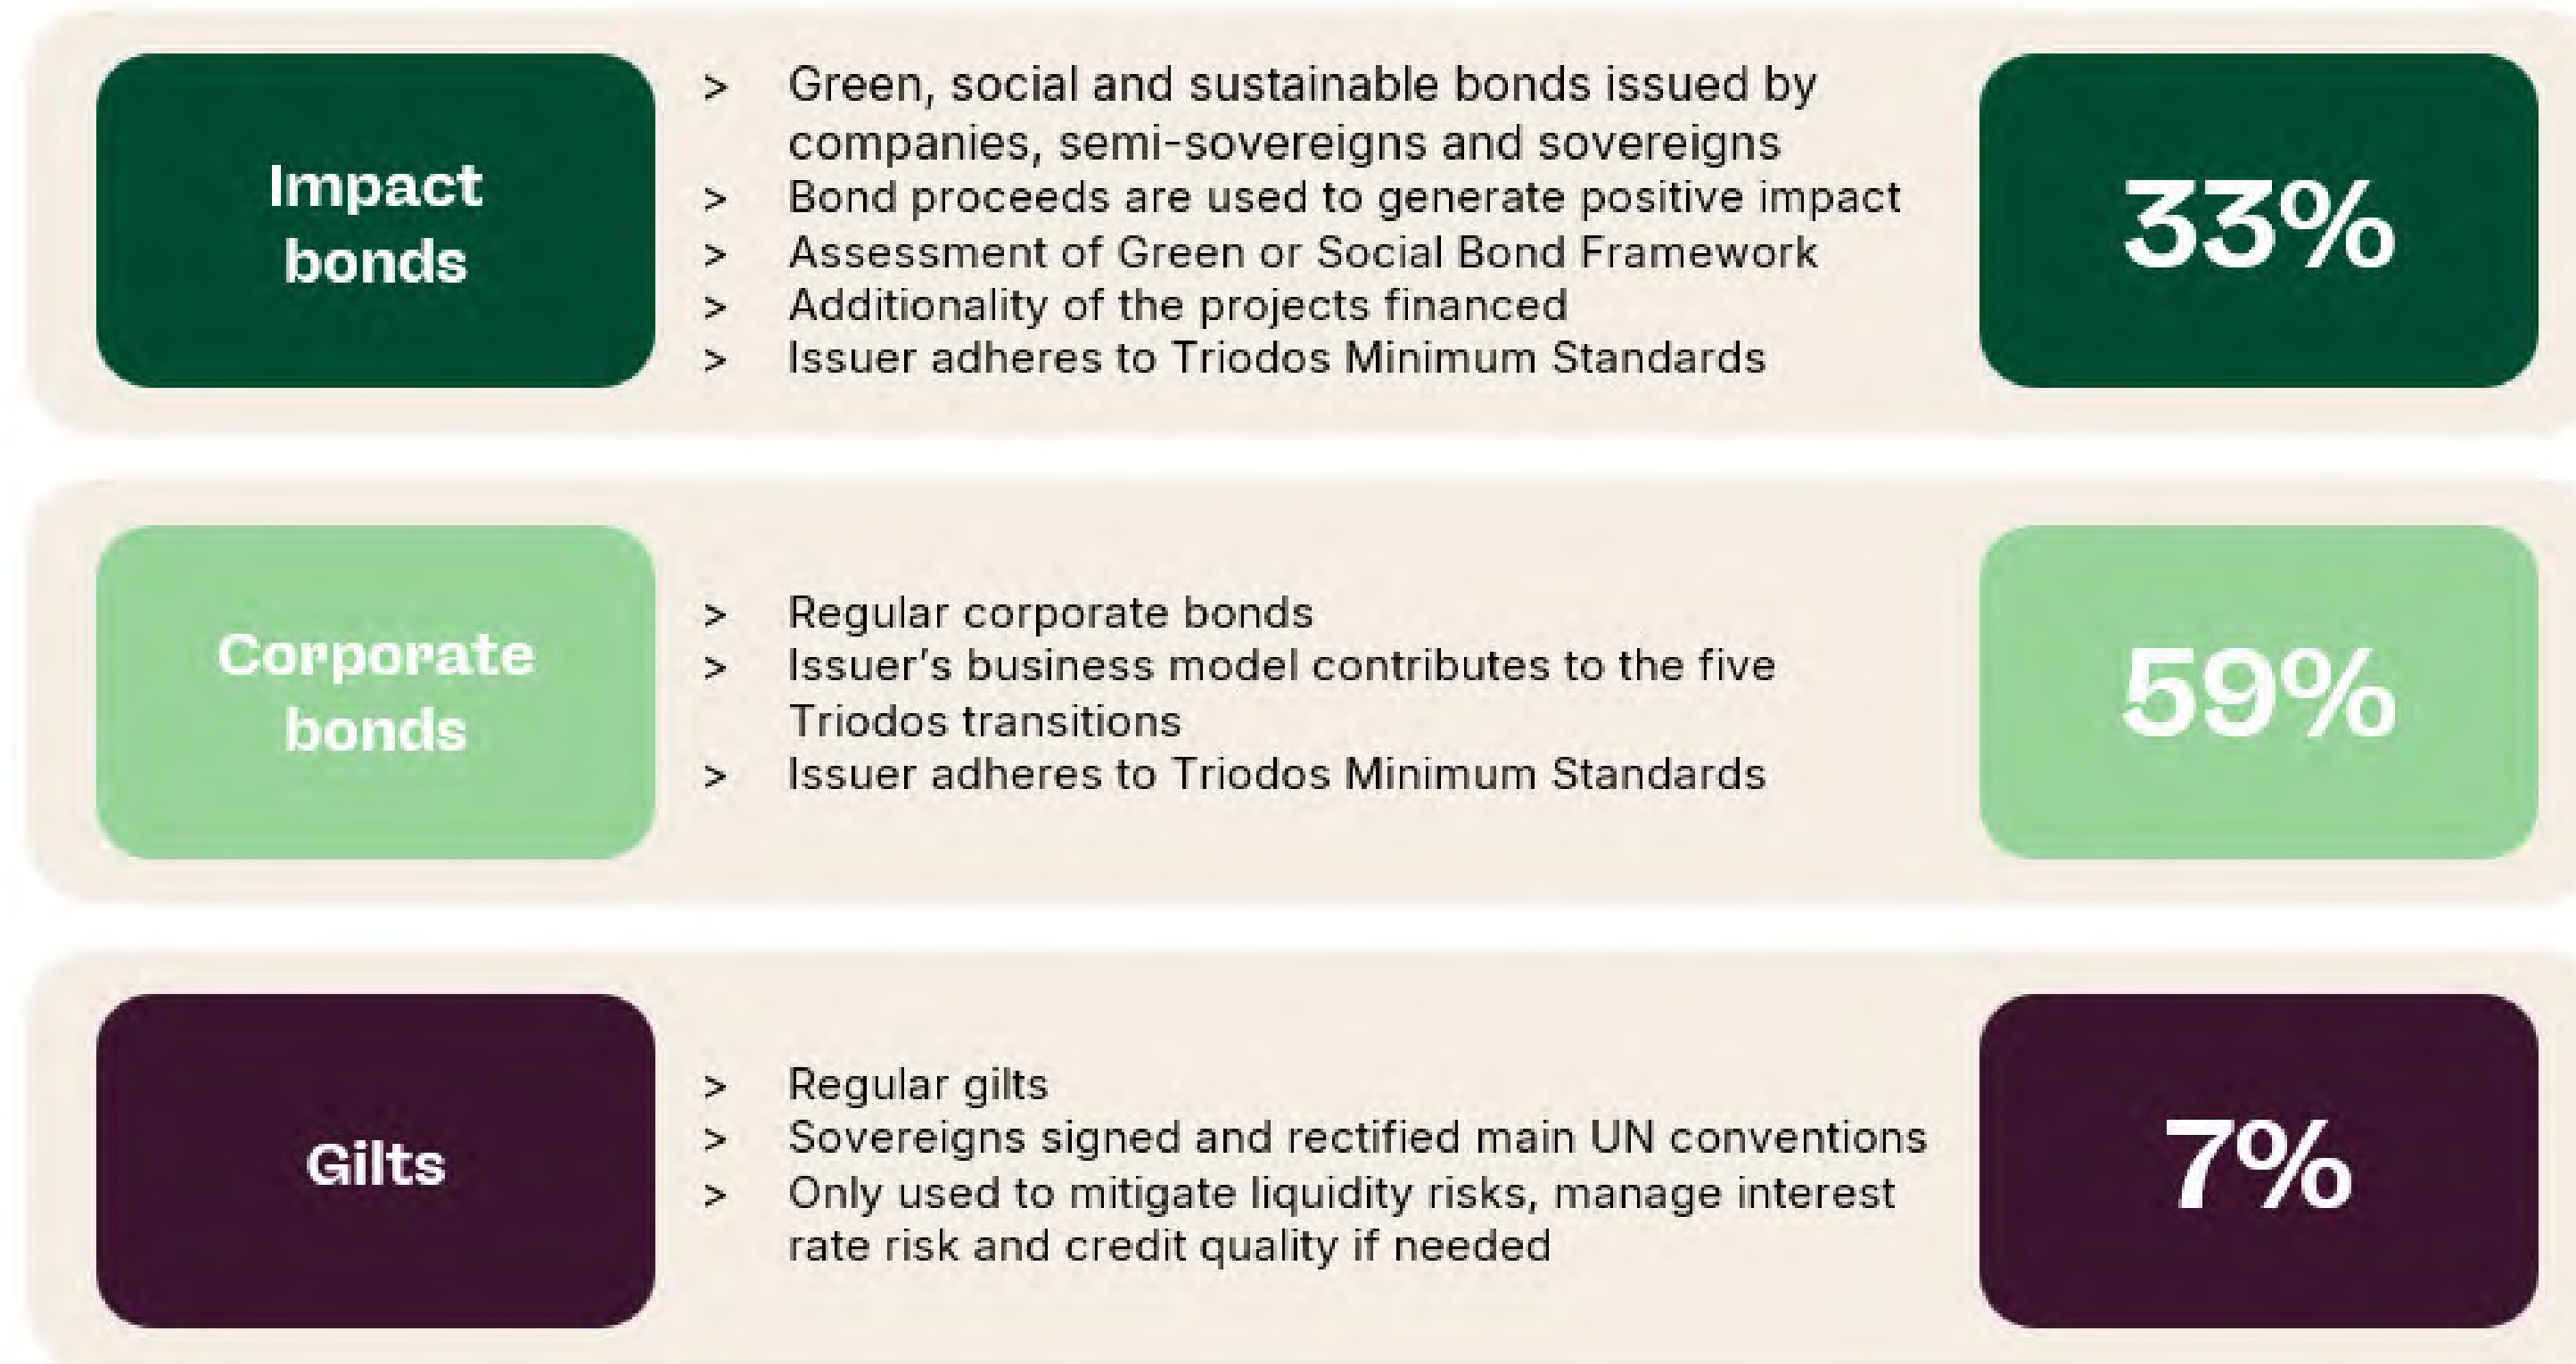 Impact
bonds
> Green, social and sustainable bonds issued by
companies, semi-sovereigns and sovereigns
> Bond proceeds are used to generate positive impact
> Assessment of Green or Social Bond Framework
> Additionality of the projects financed
> Issuer adheres to Triodos Minimum Standards
33%
Corporate
bonds
> Regular corporate bonds
> Issuer’s business model contributes to the five
Triodos transitions
> Issuer adheres to Triodos Minimum Standards
59%
Gilts
> Regular gilts
> Sovereigns signed and rectified main UN conventions
> Only used to mitigate liquidity risks, manage interest
rate risk and credit quality if needed
7%